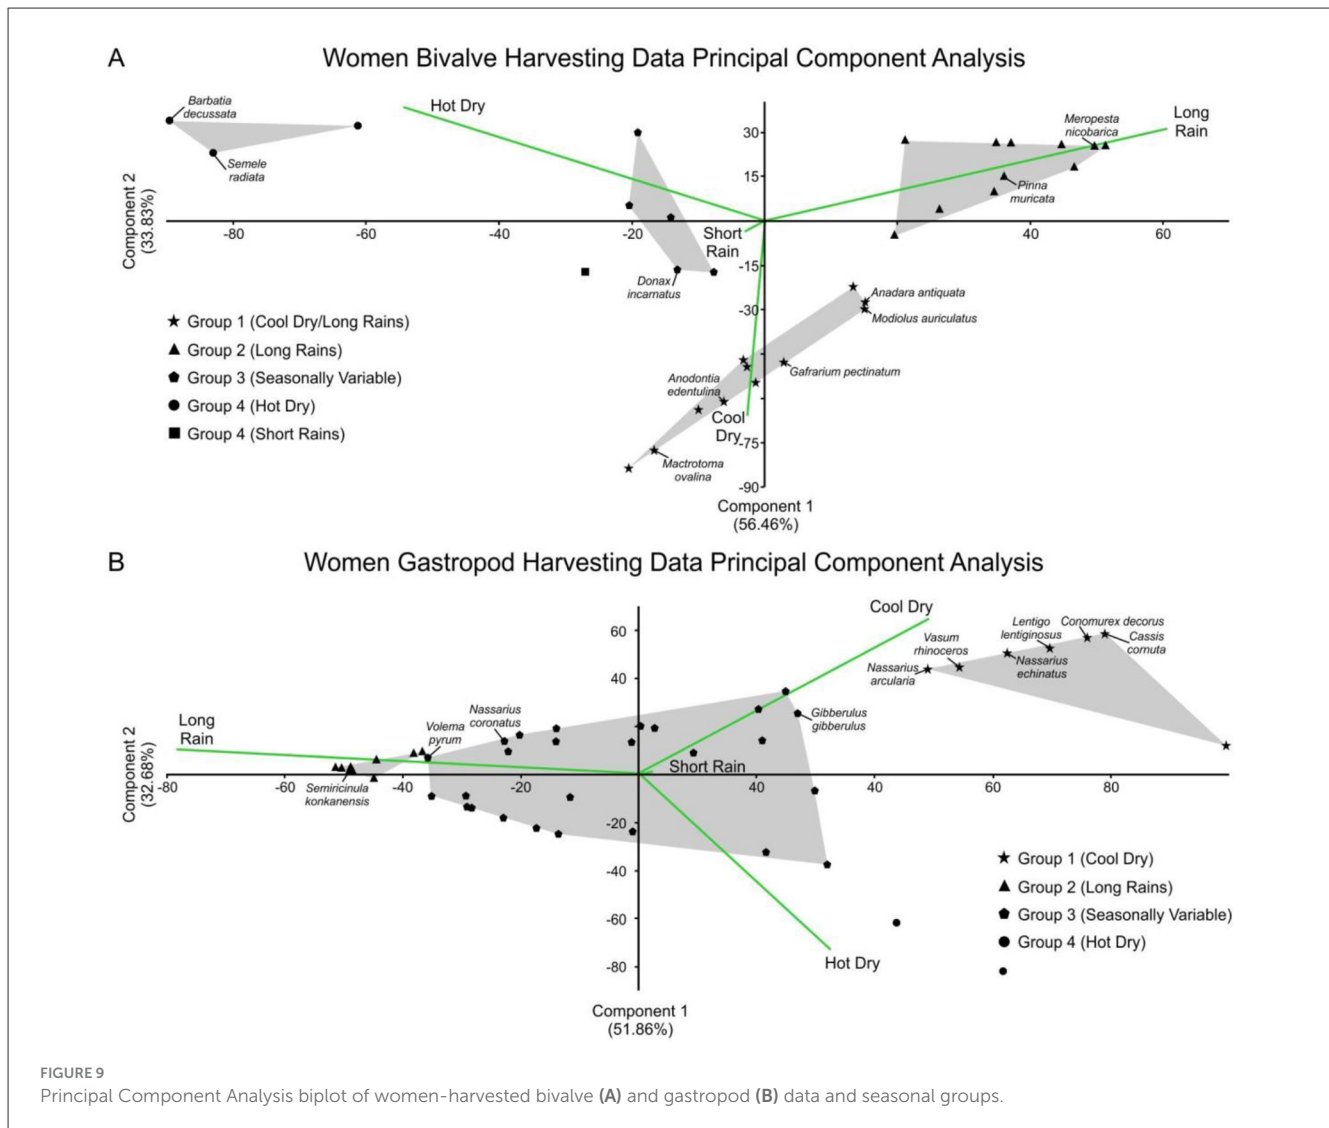 A
Women Bivalve Harvesting Data Principal Component Analysis
Barbatia
decussata
Hot Dry
Semele
radiata
Meropesta
nicobarica
Long
Rain
Pinna
muricata
30
15
-15
-30
-75
-90
Component 2
(33.83%)
-80
-60
-40
-20
20
40
60
Short
Rain
Donax
incarnatus
Anadara antiquata
Modiolus auriculatus
Gafrarium pectinatum
Anodontia
edentulina
Cool
Dry
Mactrotoma
ovalina
Group 1 (Cool Dry/Long Rains)
Group 2 (Long Rains)
Group 3 (Seasonally Variable)
Group 4 (Hot Dry)
Group 4 (Short Rains)
Component 1
(56.46%)
B
Women Gastropod Harvesting Data Principal Component Analysis
Cool Dry
Vasum
rhinoceros
Lentigo
lentiginosus
Conomurex decorus
Cassis
cornuta
Nassarius
arcularia
Nassarius
echinatus
60
40
-20
-40
-60
-80
Long
Rain
Volema
pyrum
Nassarius
coronatus
Gibberulus
gibberulus
Short Rain
Semiricinula
konkanensis
Component 2
(32.68%)
-80
-60
-40
-20
40
40
60
80
Hot Dry
Group 1 (Cool Dry)
Group 2 (Long Rains)
Group 3 (Seasonally Variable)
Group 4 (Hot Dry)
Component 1
(51.86%)
FIGURE 9
Principal Component Analysis biplot of women-harvested bivalve (A) and gastropod (B) data and seasonal groups.